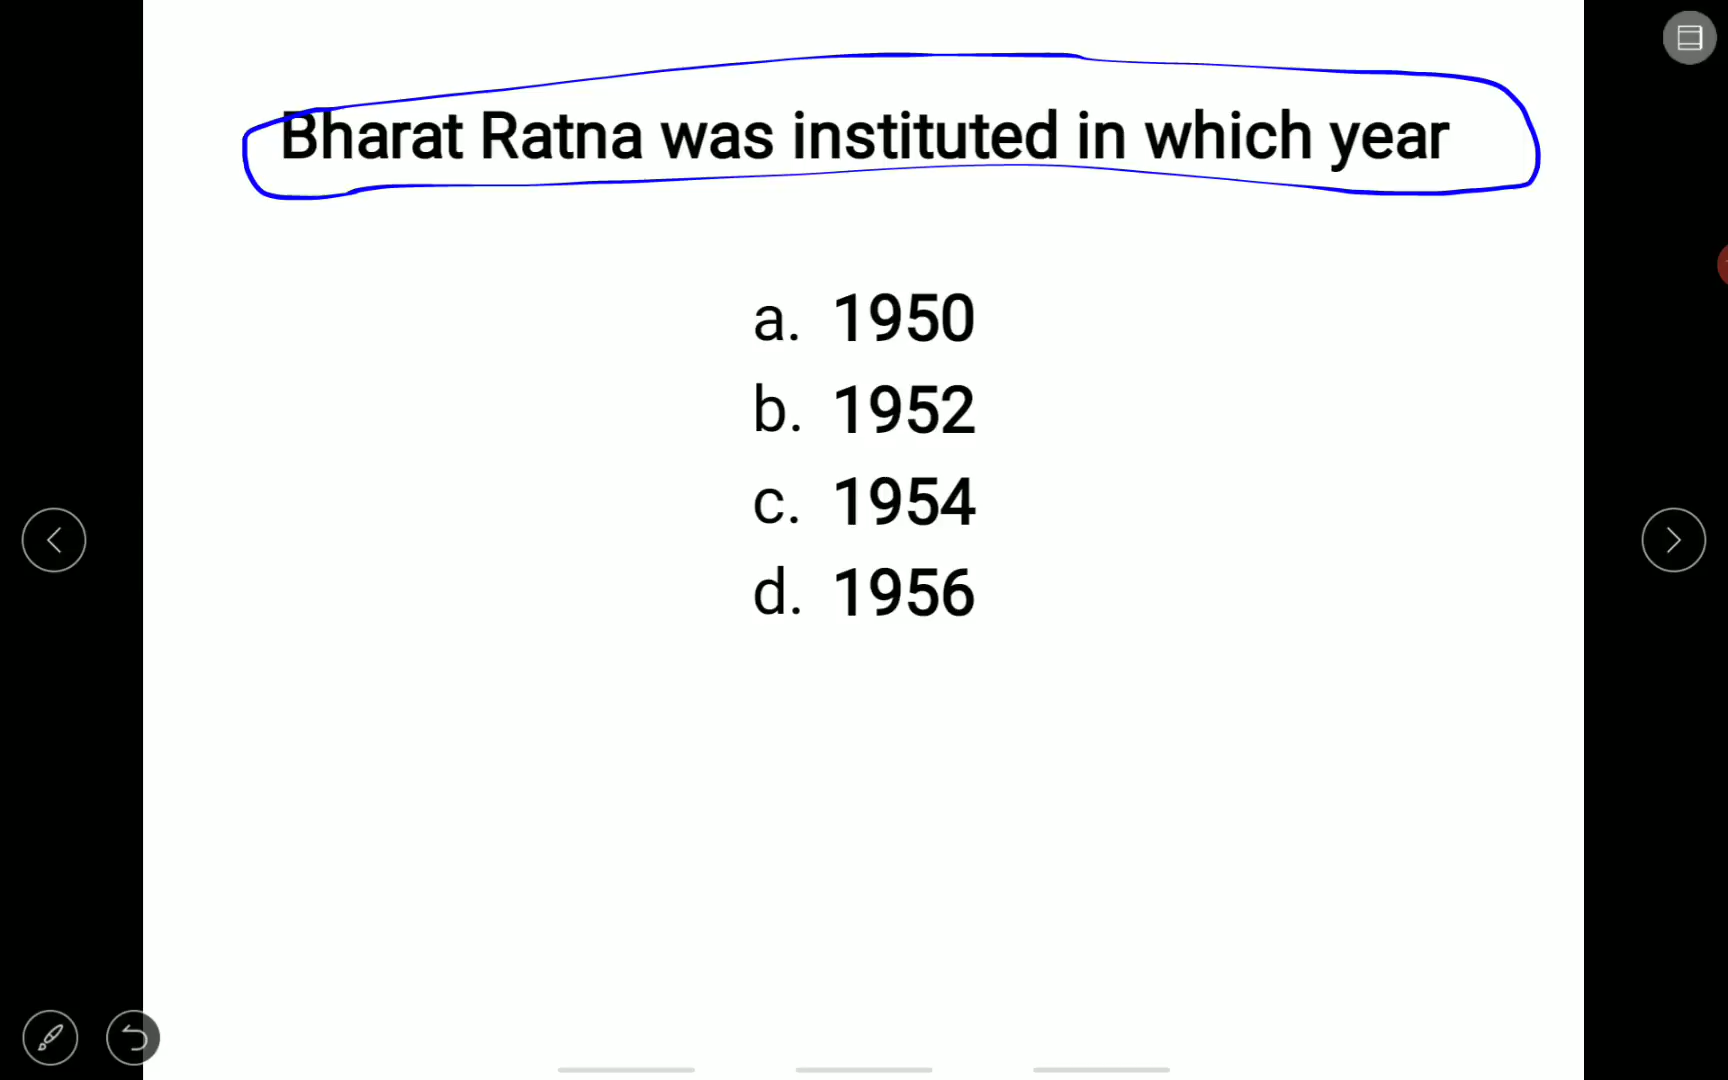 Bharat Ratna was instituted in which year
a. 1950
b. 1952
c. 1954
d. 1956